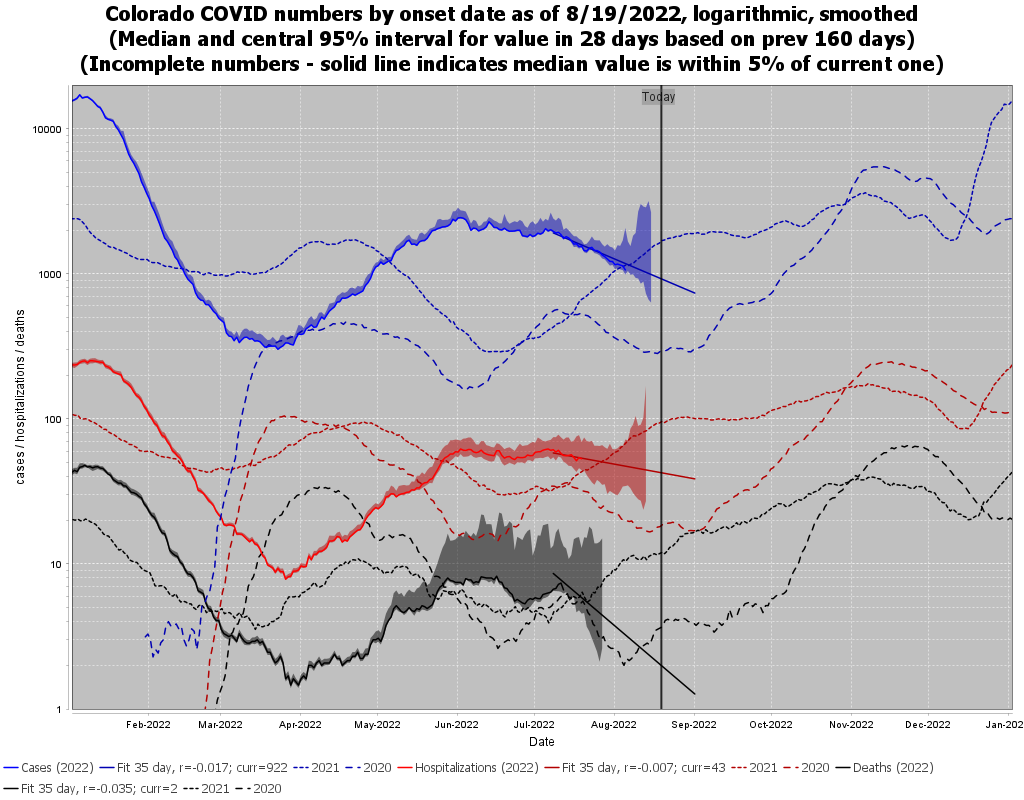 Colorado COVID numbers by onset date as of 8/19/2022, logarithmic, smoothed
(Median and central 95% interval for value in 28 days based on prev 160 days)
(Incomplete numbers - solid line indicates median value is within 5% of current one)
Today
10000
1000
100
10
1
cases / hospitalizations / deaths
Feb-2022 Mar-2022 Apr-2022 May-2022 Jun-2022 Jul-2022 Aug-2022 Sep-2022 Oct-2022 Nov-2022 Dec-2022 Jan-202
Date
Cases (2022) Fit 35 day, r=-0.017; curr=922 2021 2020 Hospitalizations (2022) Fit 35 day, r=-0.007; curr=43 2021 2020 Deaths (2022)
Fit 35 day, r=-0.035; curr=2 2021 2020